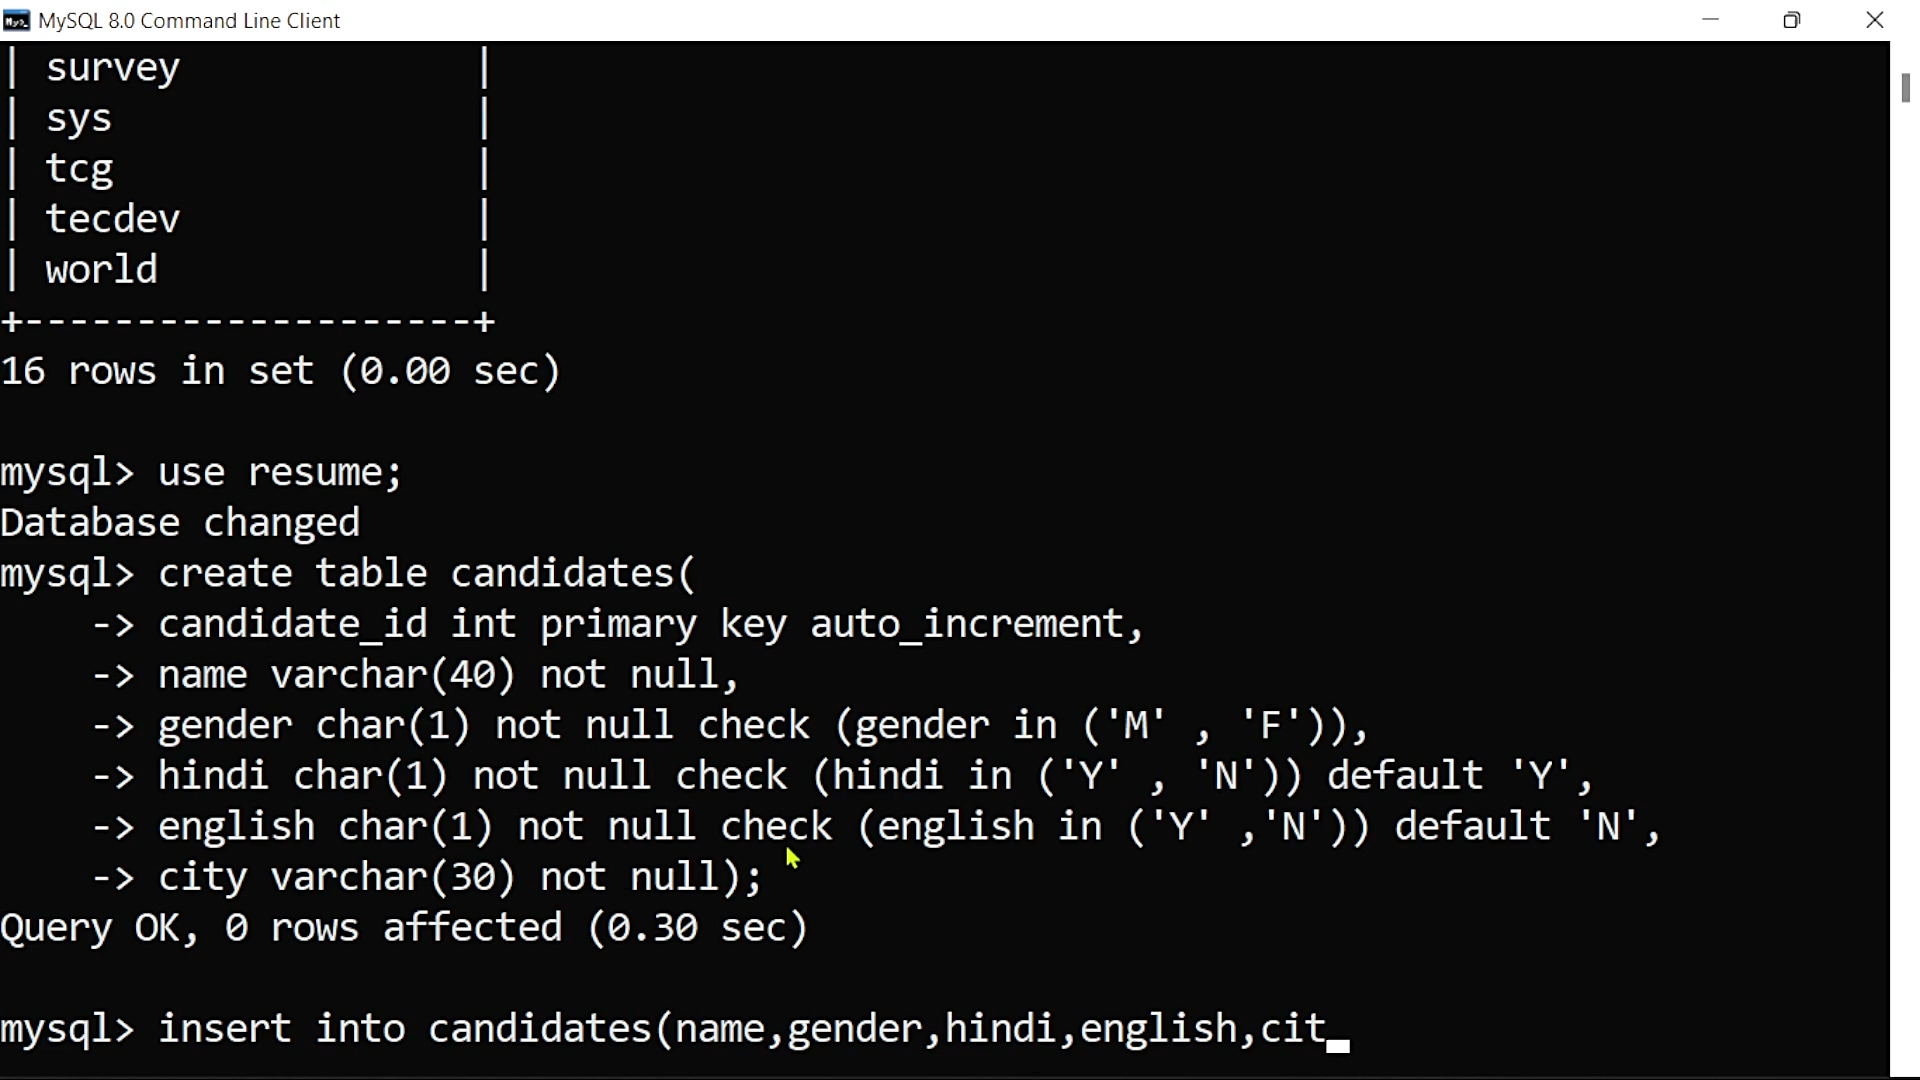 MySQL 8.0 Command Line Client
| survey             |
| sys                |
| tcg                |
| tecdev             |
| world              |
+--------------------+
16 rows in set (0.00 sec)
mysql> use resume;
Database changed
mysql> create table candidates(
    -> candidate_id int primary key auto_increment,
    -> name varchar(40) not null,
    -> gender char(1) not null check (gender in ('M' , 'F')),
    -> hindi char(1) not null check (hindi in ('Y' , 'N')) default 'Y',
    -> english char(1) not null check (english in ('Y' ,'N')) default 'N',
    -> city varchar(30) not null);
Query OK, 0 rows affected (0.30 sec)
mysql> insert into candidates(name,gender,hindi,english,cit